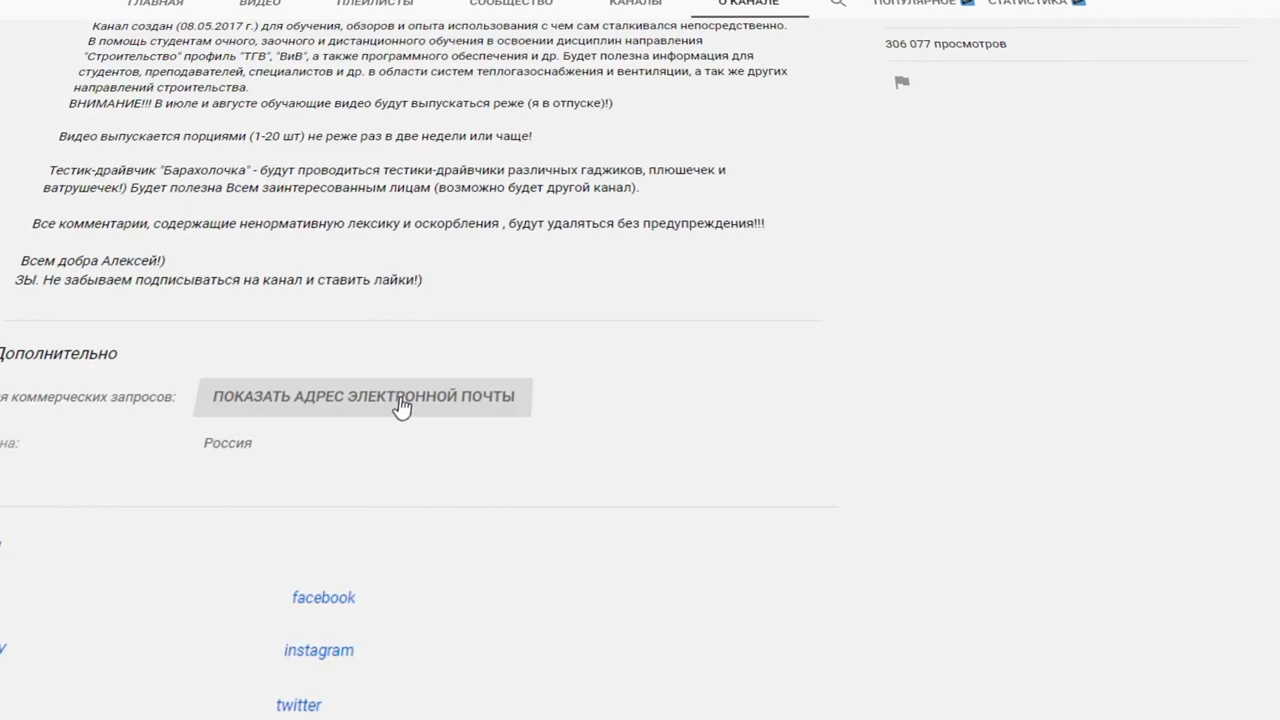 ГЛАВНАЯ ВИДЕО ПЛЕЙЛИСТЫ СООБЩЕСТВО КАНАЛЫ О КАНАЛЕ ПОПУЛЯРНОЕ СТАТИСТИКА
Канал создан (08.05.2017 г.) для обучения, обзоров и опыта использования с чем сам сталкивался непосредственно.
306 077 просмотров
В помощь студентам очного, заочного и дистанционного обучения в освоении дисциплин направления
"Строительство" профиль "ТГВ", "ВиВ", а также программного обеспечения и др. Будет полезна информация для
студентов, преподавателей, специалистов и др. в области систем теплогазоснабжения и вентиляции, а так же других
направлений строительства.
ВНИМАНИЕ!!! В июле и августе обучающие видео будут выпускаться реже (я в отпуске)!)
Видео выпускается порциями (1-20 шт) не реже раз в две недели или чаще!
Тестик-драйвчик "Барахолочка" - будут проводиться тестики-драйвчики различных гаджиков, плюшечек и
ватрушечек!) Будет полезна Всем заинтересованным лицам (возможно будет другой канал).
Все комментарии, содержащие ненормативную лексику и оскорбления , будут удаляться без предупреждения!!!
Всем добра Алексей!)
ЗЫ. Не забываем подписываться на канал и ставить лайки!)
Дополнительно
я коммерческих запросов: ПОКАЗАТЬ АДРЕС ЭЛЕКТРОННОЙ ПОЧТЫ
на: Россия
facebook
instagram
twitter